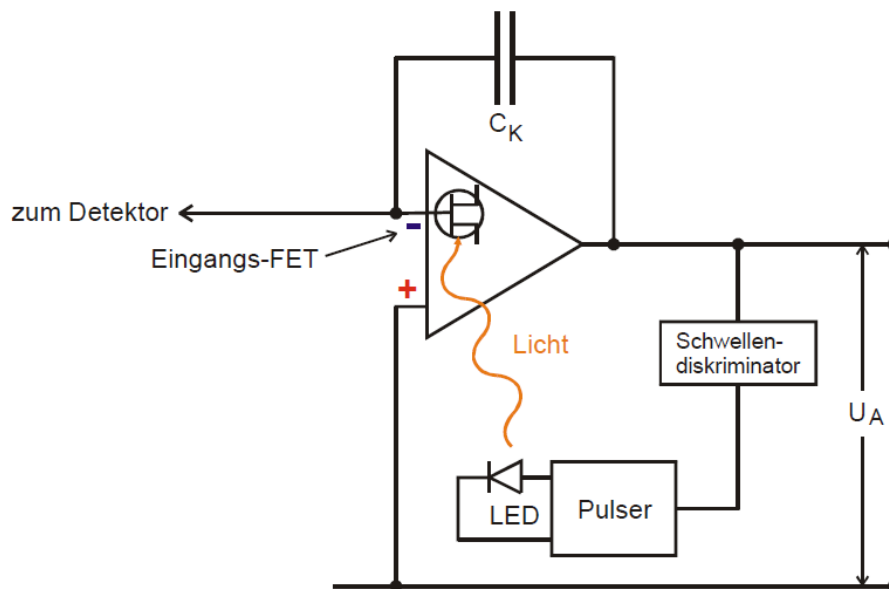 C_K
zum Detektor
-
Eingangs-FET
+
Licht
Schwellen-
diskriminator
U_A
LED
Pulser